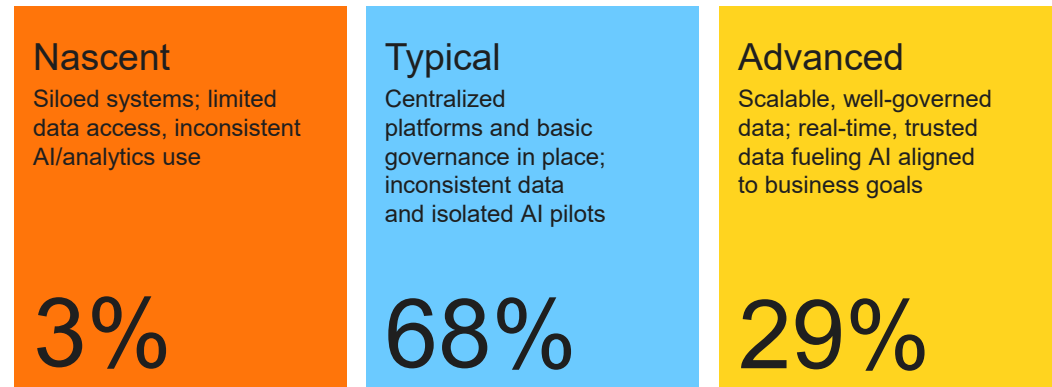 Nascent
Siloed systems; limited
data access, inconsistent
AI/analytics use
3%
Typical
Centralized
platforms and basic
governance in place;
inconsistent data
and isolated AI pilots
68%
Advanced
Scalable, well-governed
data; real-time, trusted
data fueling AI aligned
to business goals
29%